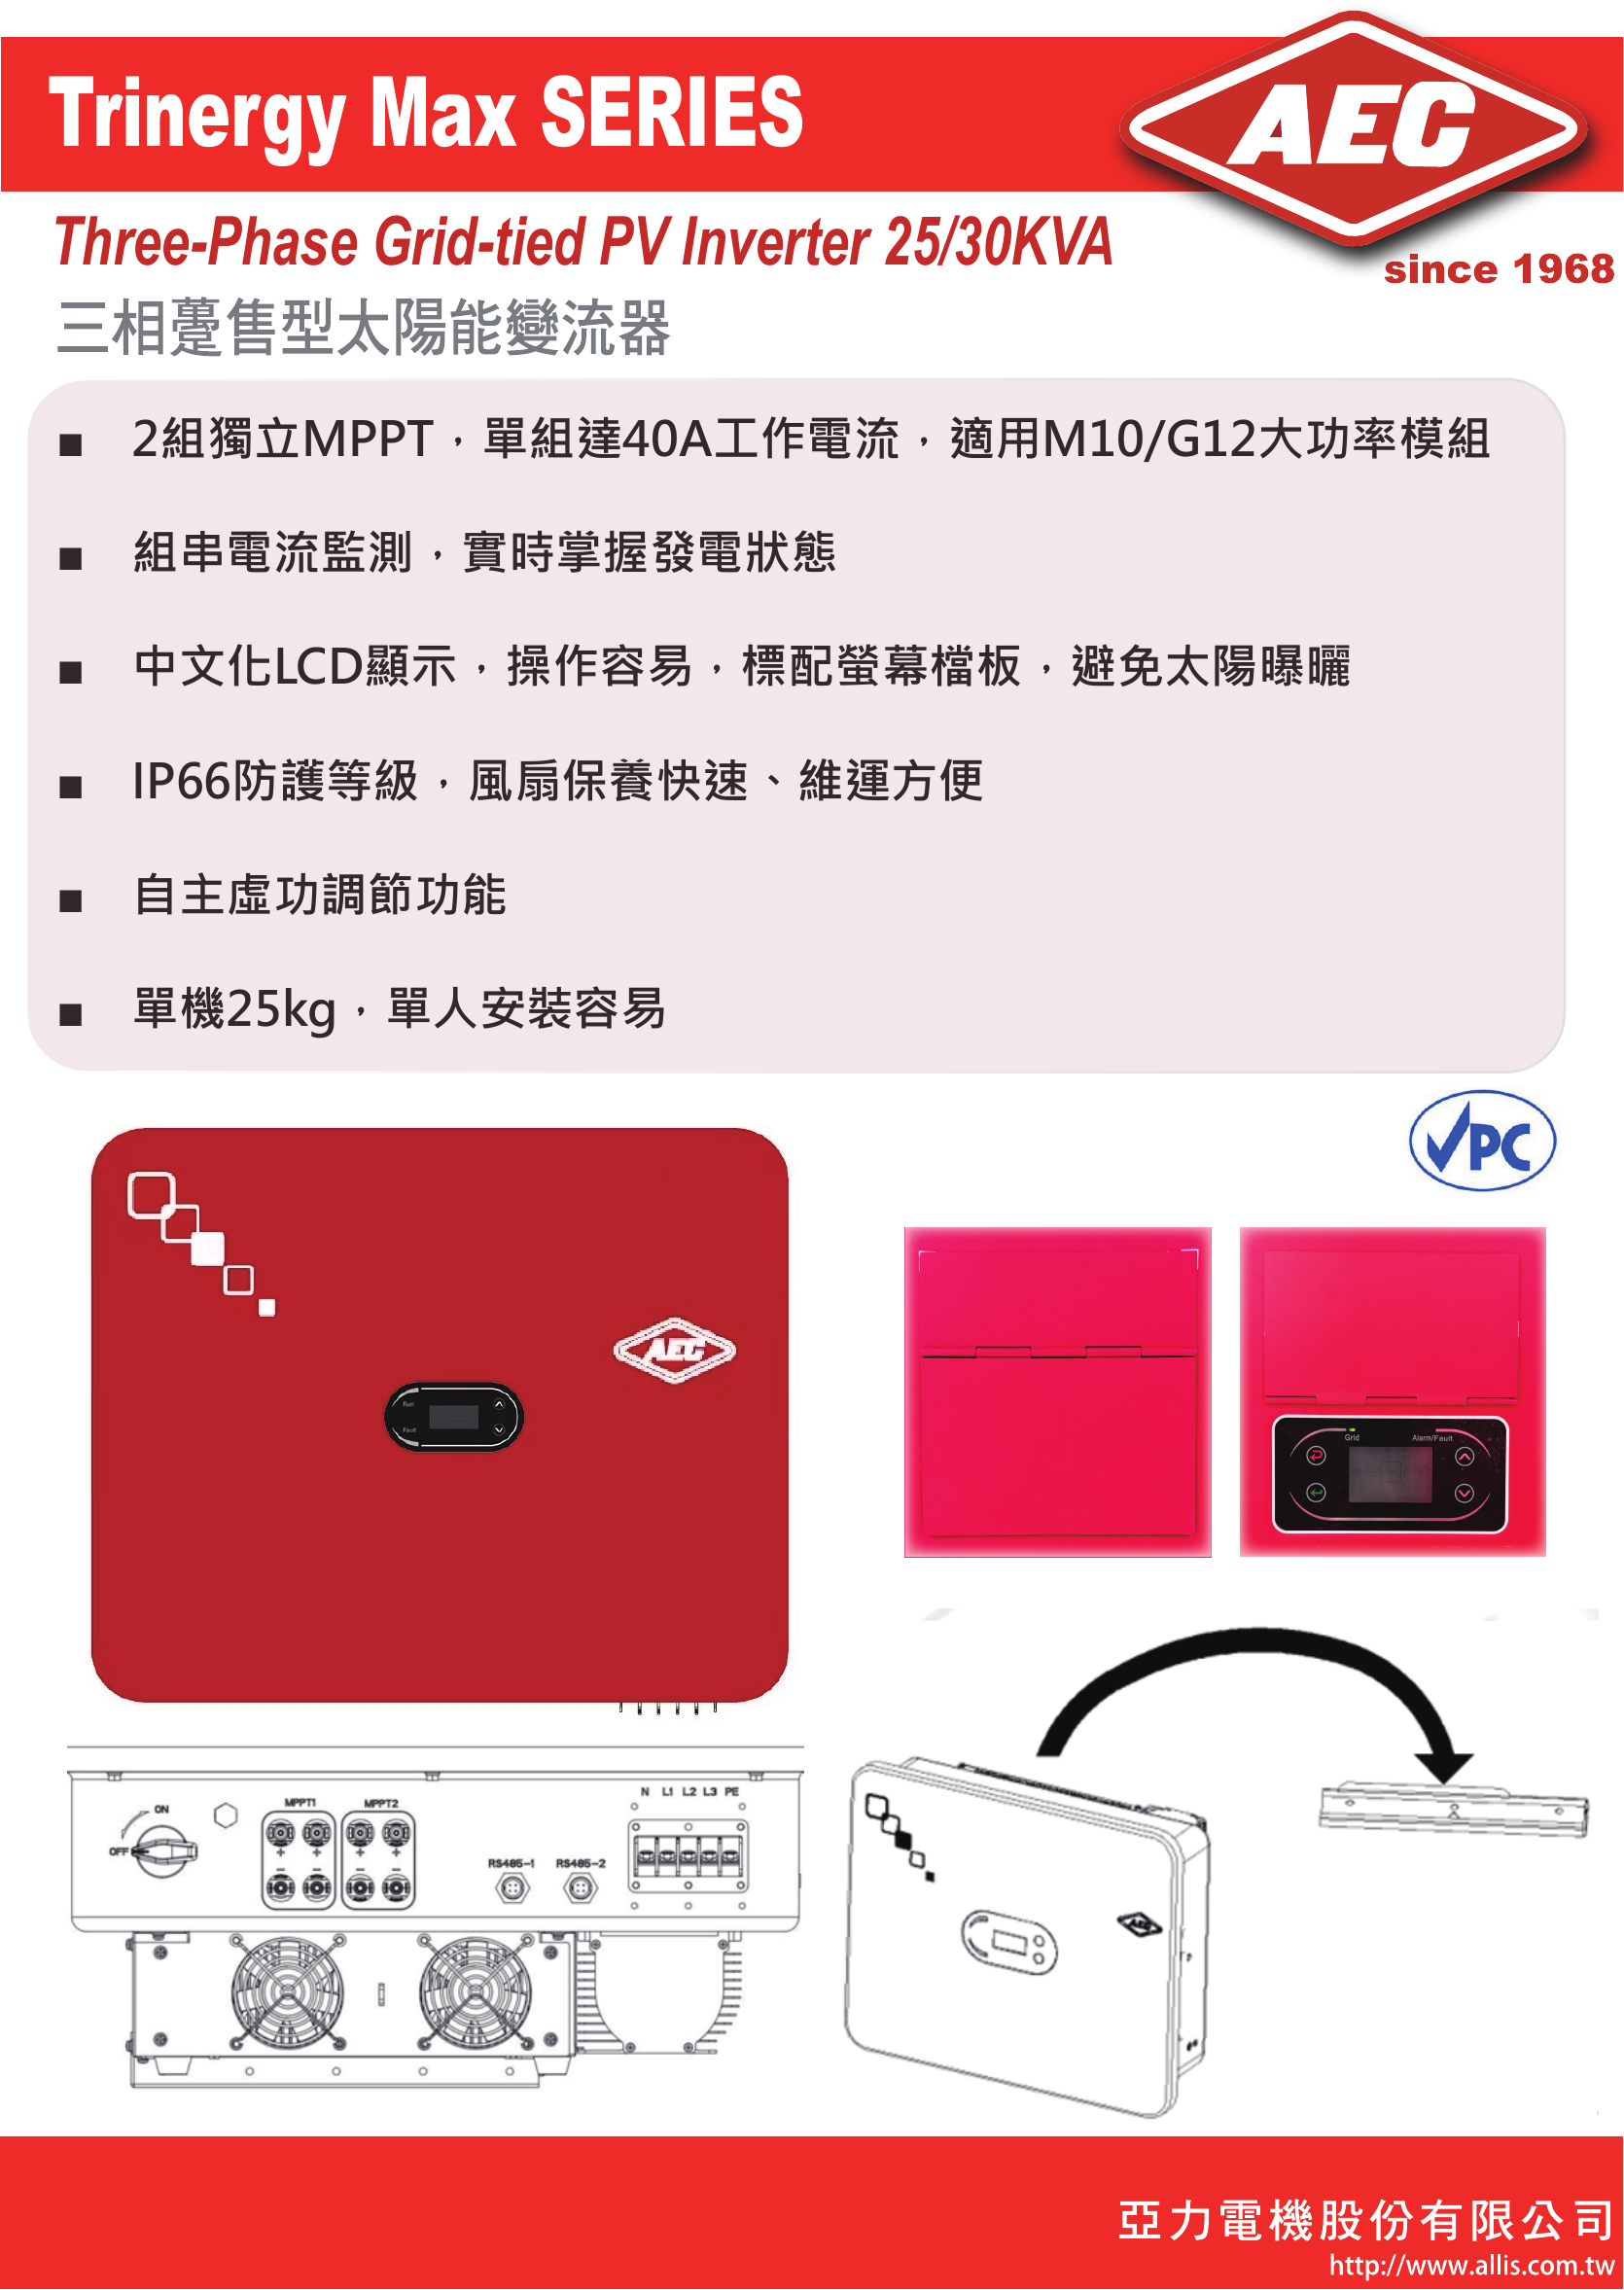 Trinergy Max SERIES
AEC
since 1968
Three-Phase Grid-tied PV Inverter 25/30KVA
三相躉售型太陽能變流器
■ 2組獨立MPPT，單組達40A工作電流，適用M10/G12大功率模組
■ 組串電流監測，實時掌握發電狀態
■ 中文化LCD顯示，操作容易，標配螢幕檔板，避免太陽曝曬
■ IP66防護等級，風扇保養快速、維運方便
■ 自主虛功調節功能
■ 單機25kg，單人安裝容易
VPC
AEC
Run
Fault
Grid
Alarm/Fault
ON
OFF
MPPT1
MPPT2
+ + + +
- - - -
RS485-1 RS485-2
N L1 L2 L3 PE
AEC
亞力電機股份有限公司
http://www.allis.com.tw